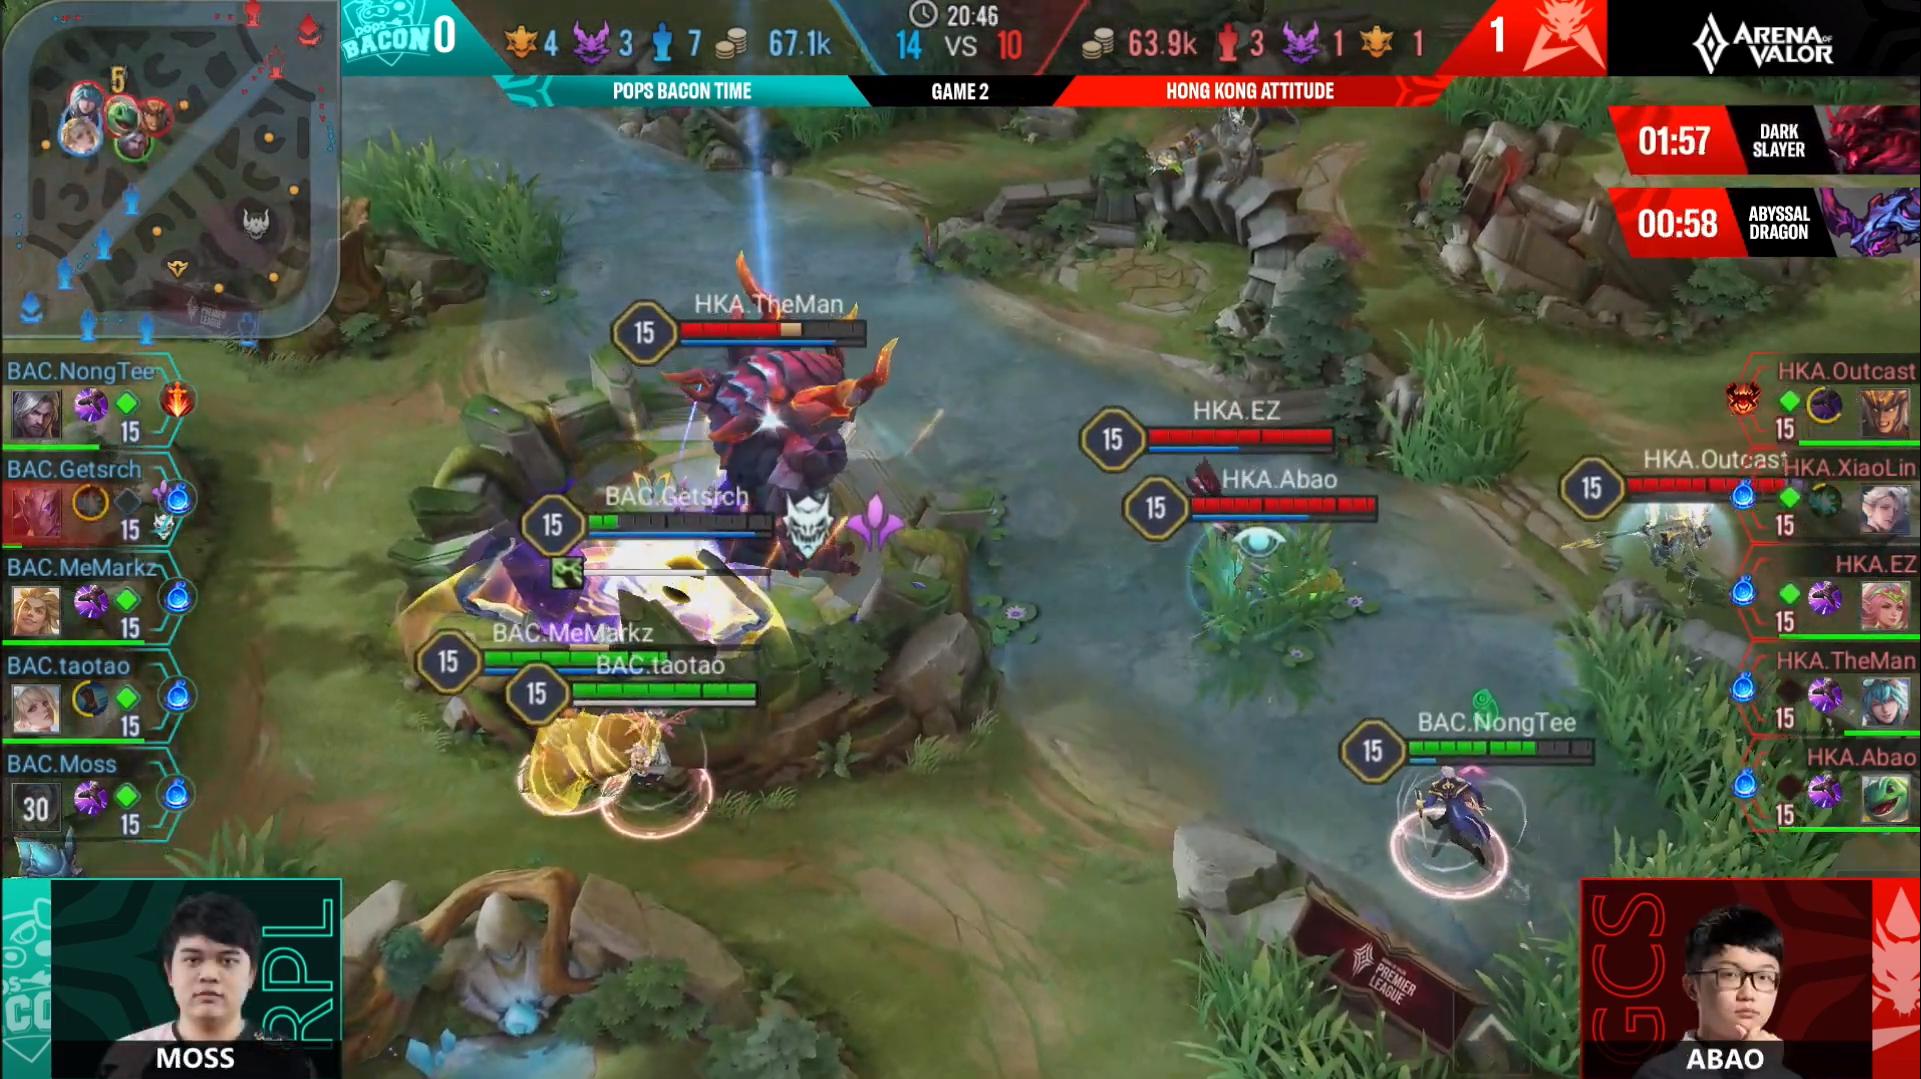 pops
BACON
0
4
3
7
67.1k
20:46
14 VS 10
63.9k
3
1
1
1
ARENA OF
VALOR
POPS BACON TIME
GAME 2
HONG KONG ATTITUDE
01:57
DARK
SLAYER
00:58
ABYSSAL
DRAGON
5
HKA.TheMan
15
HKA.EZ
15
HKA.Abao
15
HKA.Outcast
15
BAC.Getsrch
15
BAC.MeMarkz
15
BAC.taotao
15
BAC.NongTee
15
BAC.NongTee
15
BAC.Getsrch
15
BAC.MeMarkz
15
BAC.taotao
15
BAC.Moss
30
15
HKA.Outcast
15
HKA.XiaoLin
15
HKA.EZ
15
HKA.TheMan
15
HKA.Abao
15
PREMIER
LEAGUE
RPL
MOSS
GCS
ABAO